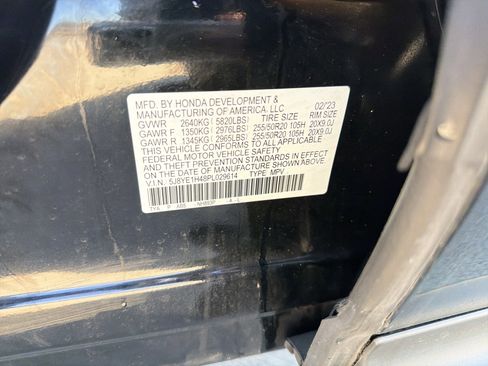 MFD. BY HONDA DEVELOPMENT &
MANUFACTURING OF AMERICA, LLC 02/23
GVWR 2640KG( 5820LBS) TIRE SIZE RIM SIZE
GAWR F 1350KG( 2976LBS) 255/50R20 105H 20X9.0J
GAWR R 1345KG( 2965LBS) 255/50R20 105H 20X9.0J
THIS VEHICLE CONFORMS TO ALL APPLICABLE
FEDERAL MOTOR VEHICLE SAFETY, BUMPER,
AND THEFT PREVENTION STANDARDS IN EFFECT
ON THE DATE OF MANUFACTURE SHOWN ABOVE.
V.I.N. 5J8YE1H48PL029614 TYPE MPV
TYA P A